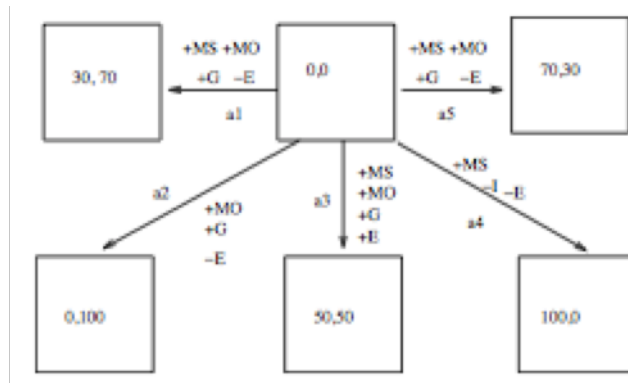 30, 70
+MS +MO
+G –E
a1
0,0
+MS +MO
+G –E
a5
70,30
a2
+MO
+G
–E
a3
+MS
+MO
+G
+E
+MS
–I –E
a4
0,100
50,50
100,0